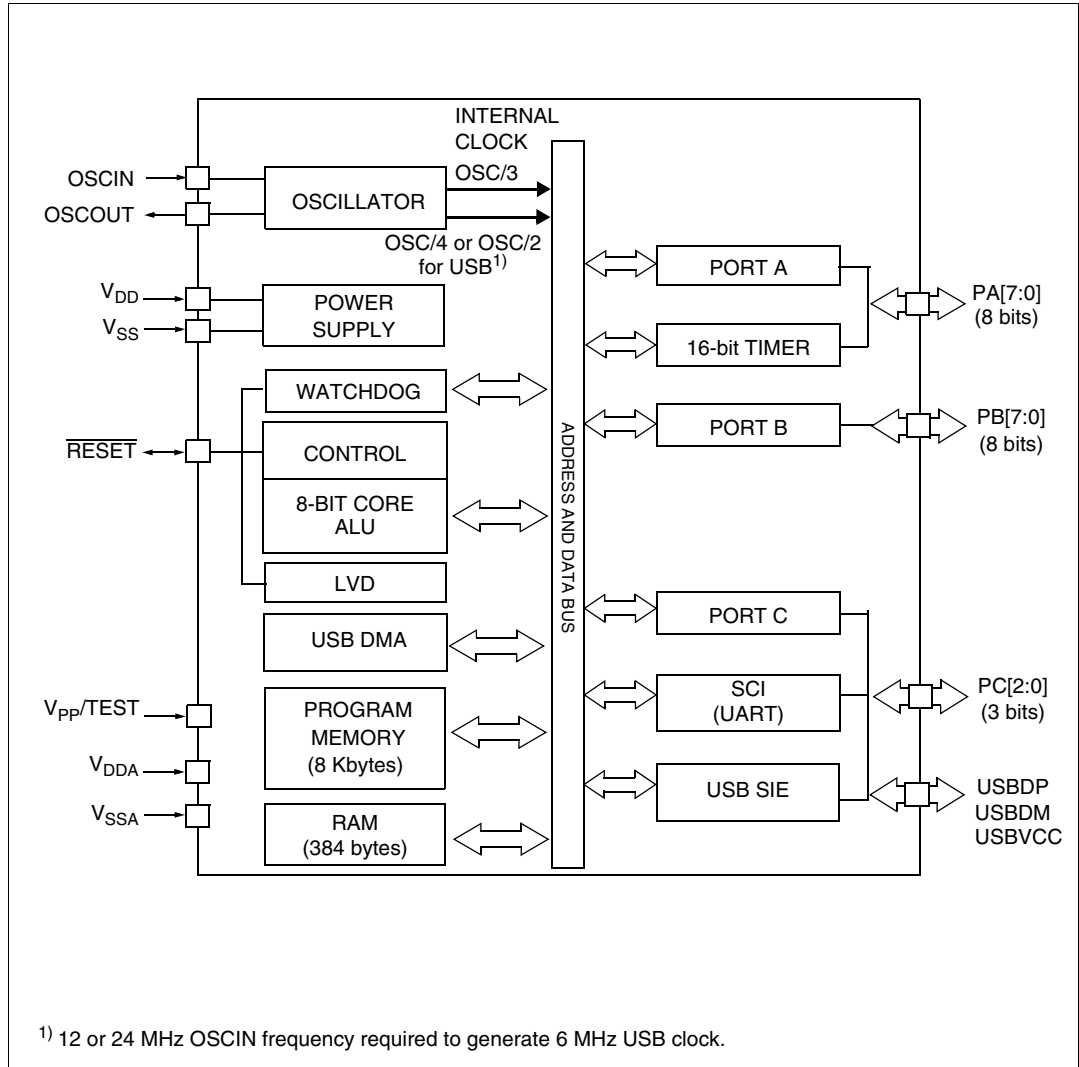 INTERNAL
CLOCK
OSCIN
OSC/3
OSCILLATOR
OSCOUT
OSC/4 or OSC/2
for USB1)
VDD
POWER
SUPPLY
VSS
WATCHDOG
RESET
CONTROL
8-BIT CORE
ALU
LVD
USB DMA
VPP/TEST
PROGRAM
MEMORY
(8 Kbytes)
VDDA
VSSA
RAM
(384 bytes)
ADDRESS AND DATA BUS
PORT A
PA[7:0]
(8 bits)
16-bit TIMER
PORT B
PB[7:0]
(8 bits)
PORT C
SCI
(UART)
PC[2:0]
(3 bits)
USB SIE
USBDP
USBDM
USBVCC
1) 12 or 24 MHz OSCIN frequency required to generate 6 MHz USB clock.